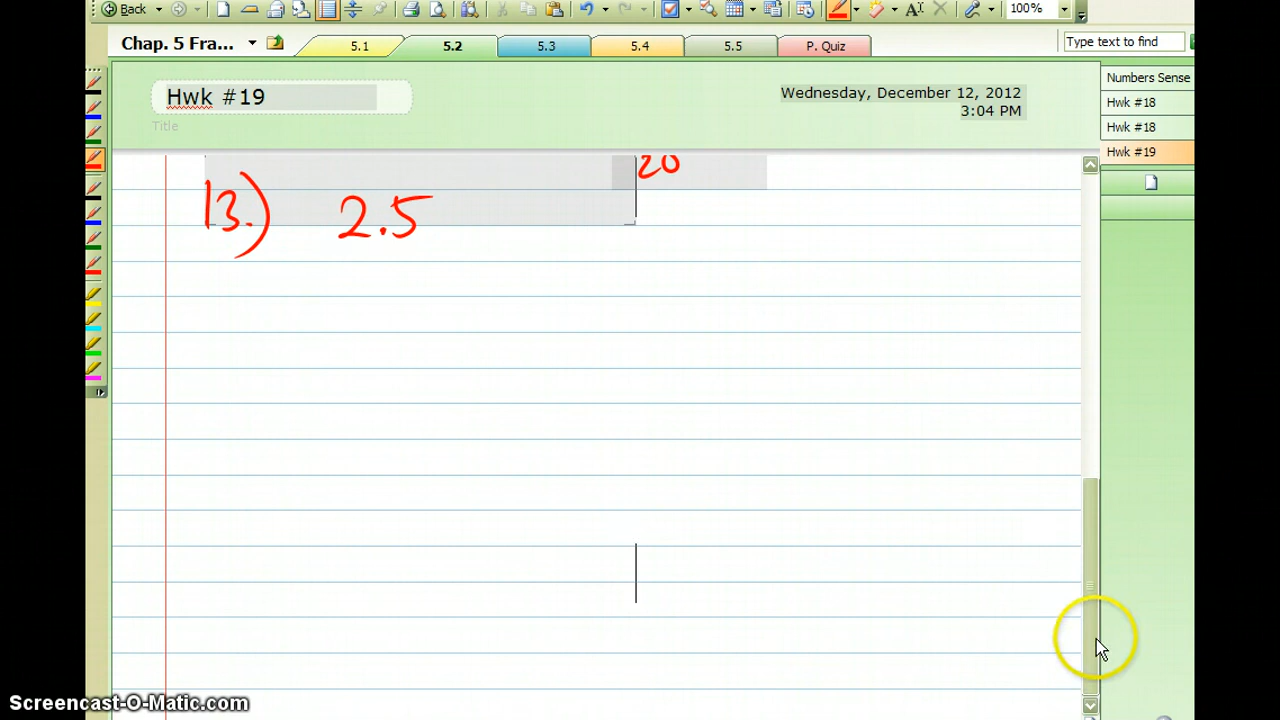 Back 100%
Chap. 5 Fra... 5.1 5.2 5.3 5.4 5.5 P. Quiz Type text to find
Hwk #19
Title
Wednesday, December 12, 2012
3:04 PM
Numbers Sense
Hwk #18
Hwk #18
Hwk #19
20
13.) 2.5
Screencast-O-Matic.com